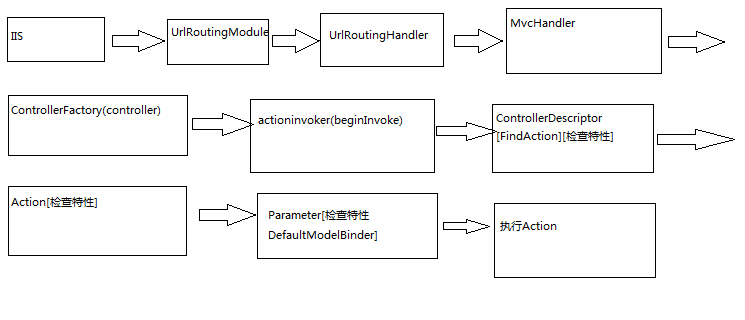 IIS
UrlRoutingModule
UrlRoutingHandler
MvcHandler
ControllerFactory(controller)
actioninvoker(beginInvoke)
ControllerDescriptor
[FindAction][检查特性]
Action[检查特性]
Parameter[检查特性
DefaultModelBinder]
执行Action